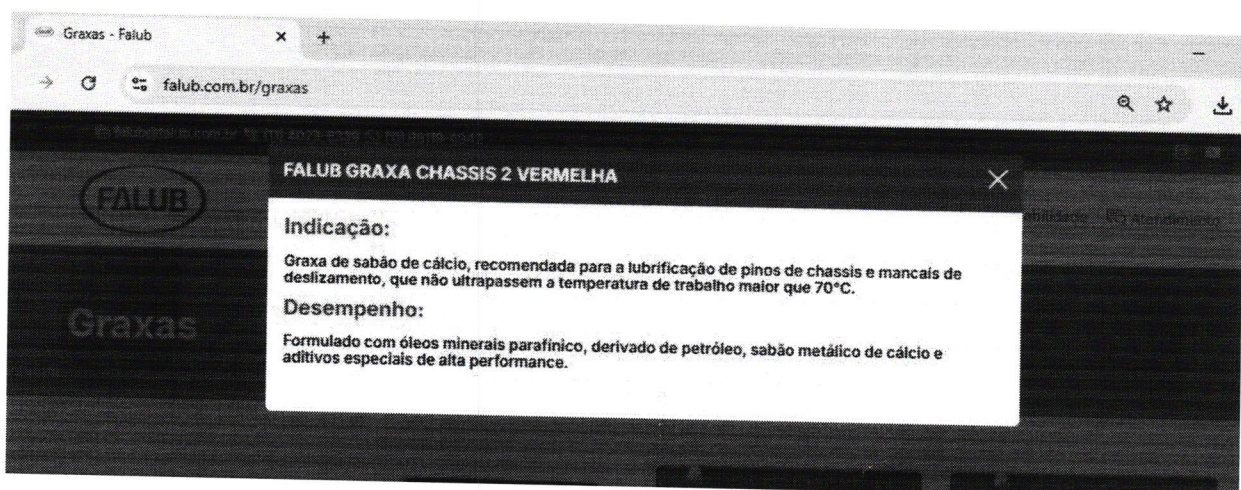 Graxas - Falub
falub.com.br/graxas
FALUB GRAXA CHASSIS 2 VERMELHA
FALUB
Atendimento
Indicação:
Graxa de sabão de cálcio, recomendada para a lubrificação de pinos de chassis e mancais de
deslizamento, que não ultrapassem a temperatura de trabalho maior que 70°C.
Graxas
Desempenho:
Formulado com óleos minerais parafínico, derivado de petróleo, sabão metálico de cálcio e
aditivos especiais de alta performance.